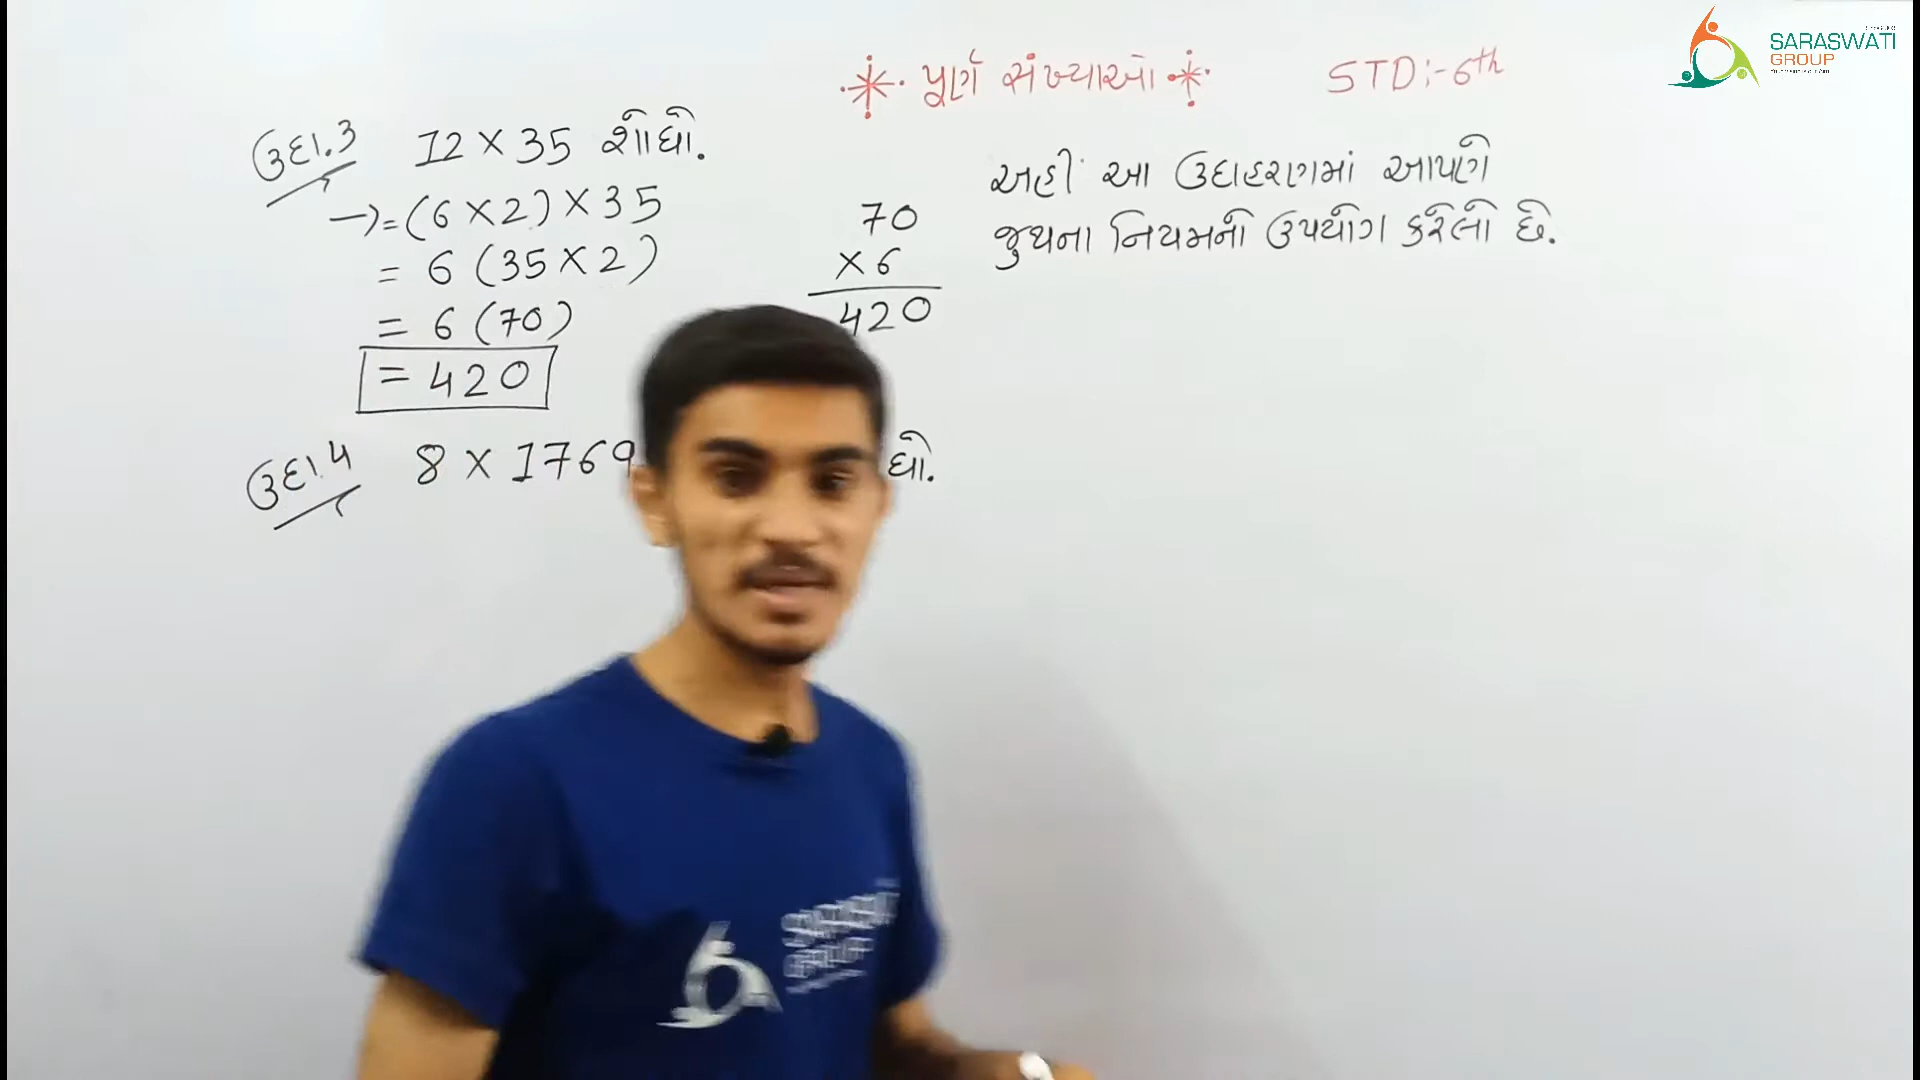 * પૂર્ણ સંખ્યાઓ * STD:-6th
SARASWATI
GROUP
ઉદા.3 12 × 35 શોધો.
→ = (6 × 2) × 35
= 6 (35 × 2)
= 6 (70)
= 420
70
× 6
420
અહીં આ ઉદાહરણમાં આપણે
જુથના નિયમનો ઉપયોગ કરેલો છે.
ઉદા.4 8 × 1769 ધો.